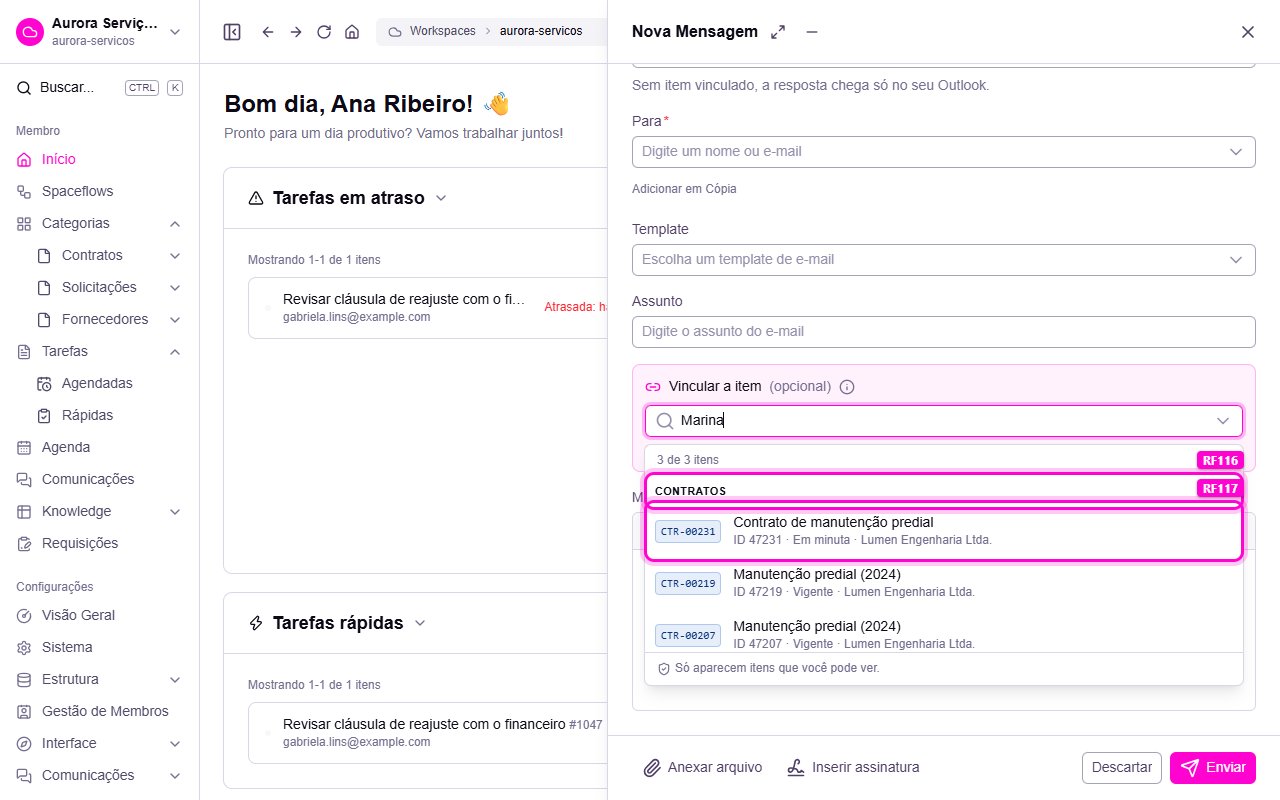 Aurora Serviç...
aurora-servicos
Buscar...
CTRL
K
Membro
Início
Spaceflows
Categorias
Contratos
Solicitações
Fornecedores
Tarefas
Agendadas
Rápidas
Agenda
Comunicações
Knowledge
Requisições
Configurações
Visão Geral
Sistema
Estrutura
Gestão de Membros
Interface
Comunicações
Workspaces
aurora-servicos
Bom dia, Ana Ribeiro!
Pronto para um dia produtivo? Vamos trabalhar juntos!
Tarefas em atraso
Mostrando 1-1 de 1 itens
Revisar cláusula de reajuste com o fi...
Atrasada: h
gabriela.lins@example.com
Tarefas rápidas
Mostrando 1-1 de 1 itens
Revisar cláusula de reajuste com o financeiro #1047
gabriela.lins@example.com
Nova Mensagem
Sem item vinculado, a resposta chega só no seu Outlook.
Para*
Digite um nome ou e-mail
Adicionar em Cópia
Template
Escolha um template de e-mail
Assunto
Digite o assunto do e-mail
Vincular a item (opcional)
Marina
3 de 3 itens
RF116
M
CONTRATOS
RF117
CTR-00231
Contrato de manutenção predial
ID 47231 · Em minuta · Lumen Engenharia Ltda.
CTR-00219
Manutenção predial (2024)
ID 47219 · Vigente · Lumen Engenharia Ltda.
CTR-00207
Manutenção predial (2024)
ID 47207 · Vigente · Lumen Engenharia Ltda.
Só aparecem itens que você pode ver.
Anexar arquivo
Inserir assinatura
Descartar
Enviar